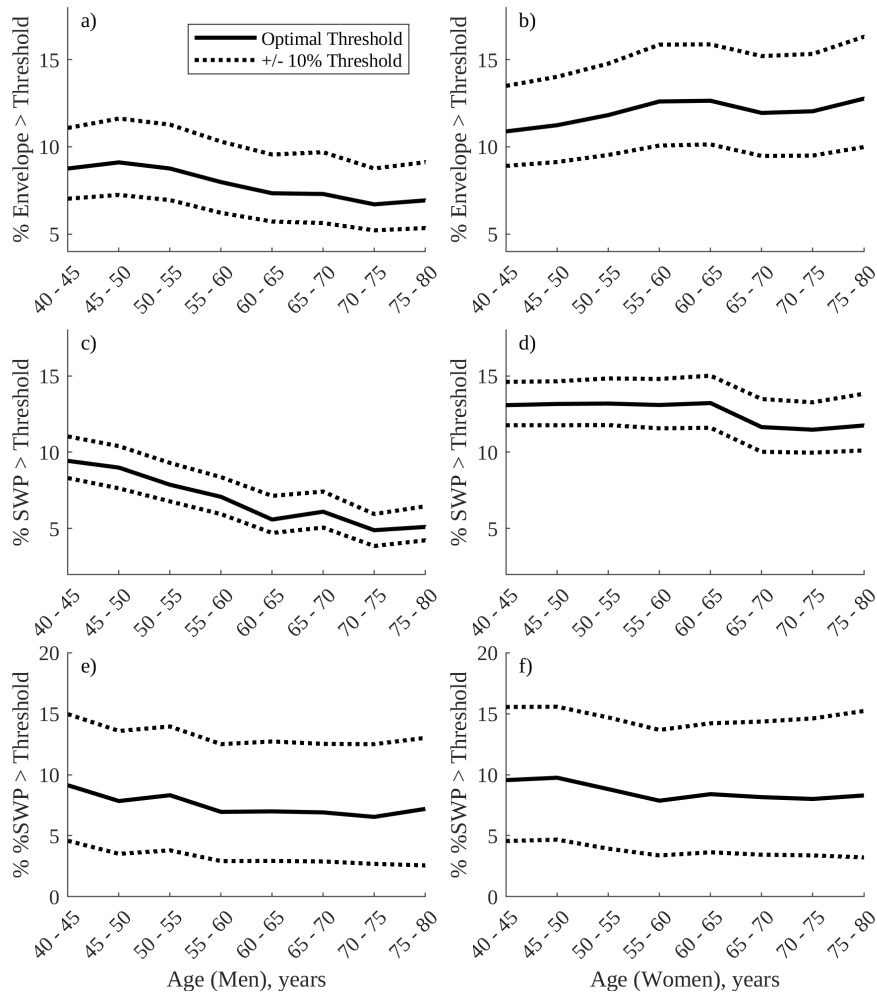 a)
Optimal Threshold
+/- 10% Threshold
% Envelope > Threshold
15
10
5
40 - 45
45 - 50
50 - 55
55 - 60
60 - 65
65 - 70
70 - 75
75 - 80
b)
% Envelope > Threshold
15
10
5
40 - 45
45 - 50
50 - 55
55 - 60
60 - 65
65 - 70
70 - 75
75 - 80
c)
% SWP > Threshold
15
10
5
40 - 45
45 - 50
50 - 55
55 - 60
60 - 65
65 - 70
70 - 75
75 - 80
d)
% SWP > Threshold
15
10
5
40 - 45
45 - 50
50 - 55
55 - 60
60 - 65
65 - 70
70 - 75
75 - 80
e)
% %SWP > Threshold
20
15
10
5
0
40 - 45
45 - 50
50 - 55
55 - 60
60 - 65
65 - 70
70 - 75
75 - 80
Age (Men), years
f)
% %SWP > Threshold
20
15
10
5
0
40 - 45
45 - 50
50 - 55
55 - 60
60 - 65
65 - 70
70 - 75
75 - 80
Age (Women), years